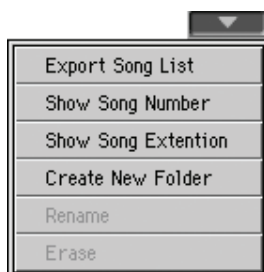 Export Song List
Show Song Number
Show Song Extention
Create New Folder
Rename
Erase